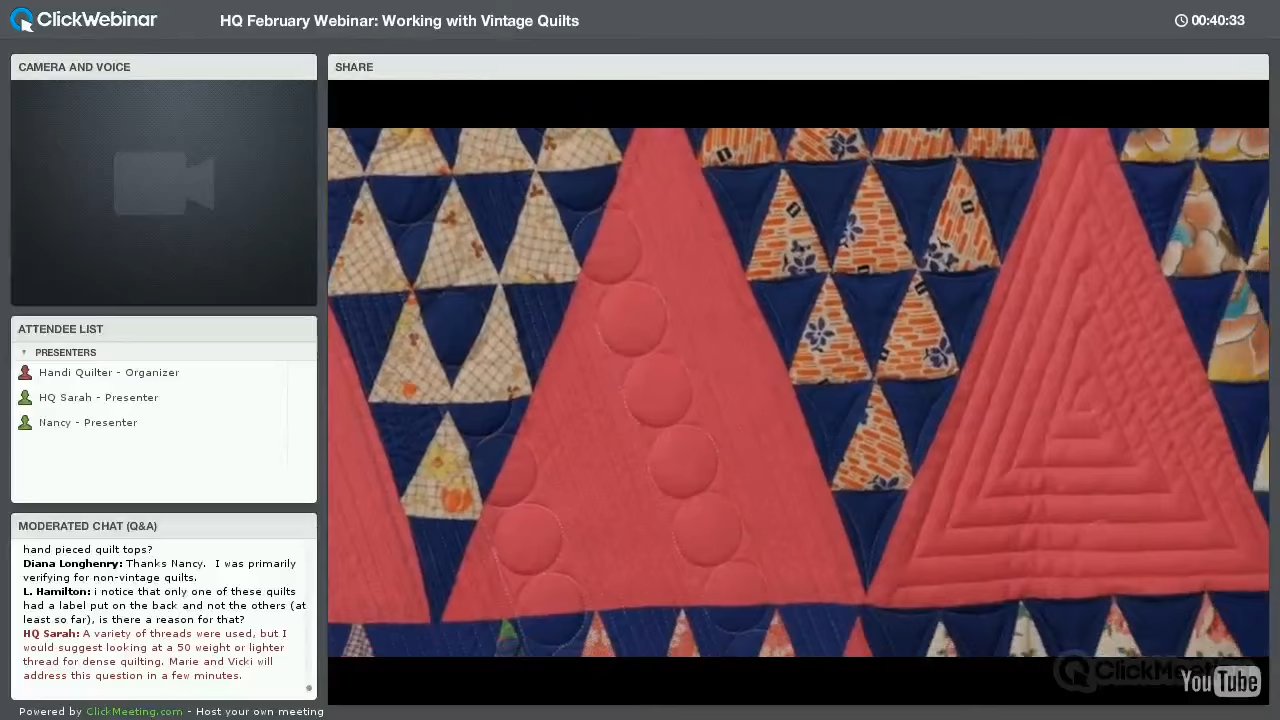 ClickWebinar
HQ February Webinar: Working with Vintage Quilts
00:40:33
CAMERA AND VOICE
SHARE
ATTENDEE LIST
PRESENTERS
Handi Quilter - Organizer
HQ Sarah - Presenter
Nancy - Presenter
MODERATED CHAT (Q&A)
hand pieced quilt tops?
Diana Longhenry: Thanks Nancy. I was primarily
verifying for non-vintage quilts.
L. Hamilton: i notice that only one of these quilts
had a label put on the back and not the others (at
least so far), is there a reason for that?
HQ Sarah: A variety of threads were used, but I
would suggest looking at a 50 weight or lighter
thread for dense quilting. Marie and Vicki will
address this question in a few minutes.
ClickMeeting
YouTube
Powered by ClickMeeting.com - Host your own meeting